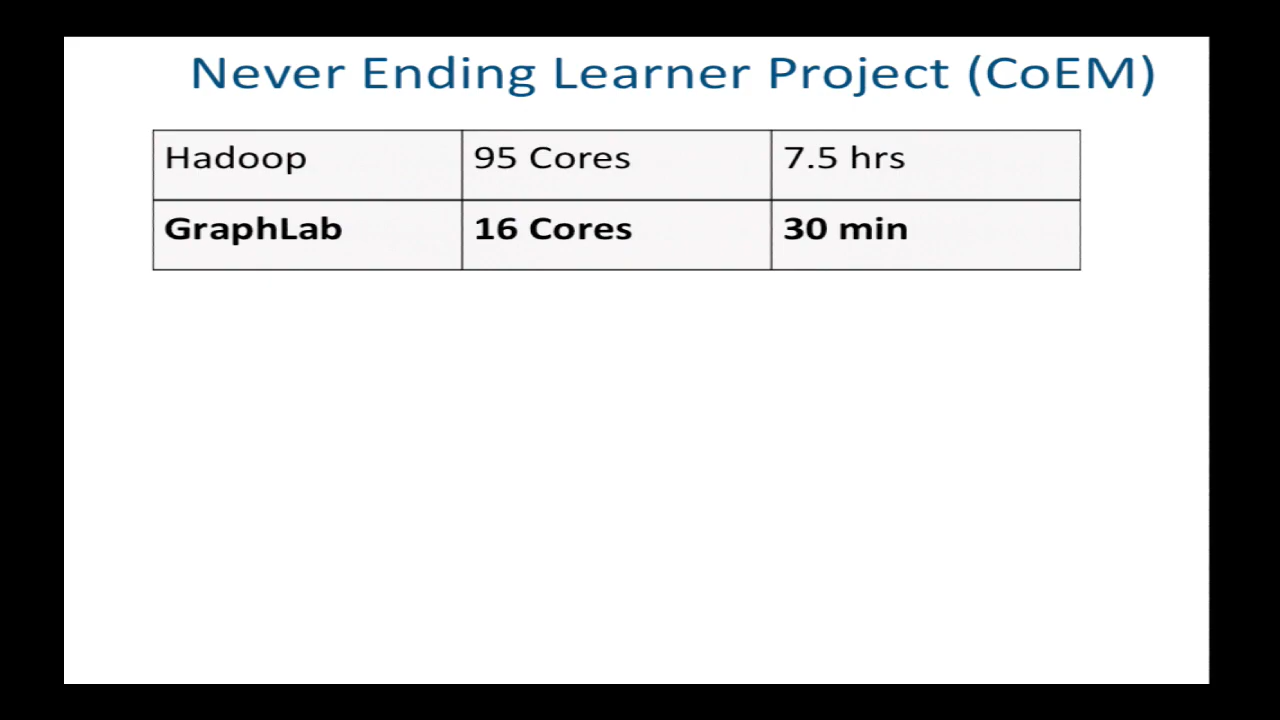 Never Ending Learner Project (CoEM)
Hadoop 95 Cores 7.5 hrs
GraphLab 16 Cores 30 min